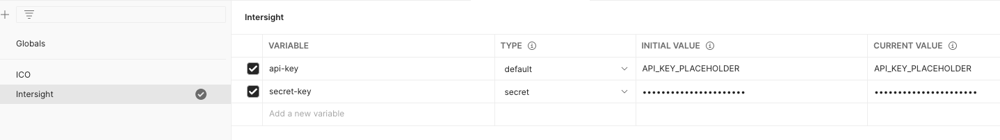 Intersight
Globals
VARIABLE TYPE INITIAL VALUE CURRENT VALUE
api-key default API_KEY_PLACEHOLDER API_KEY_PLACEHOLDER
ICO
secret-key secret •••••••••••••••••••••• ••••••••••••••••••••••
Intersight
Add a new variable